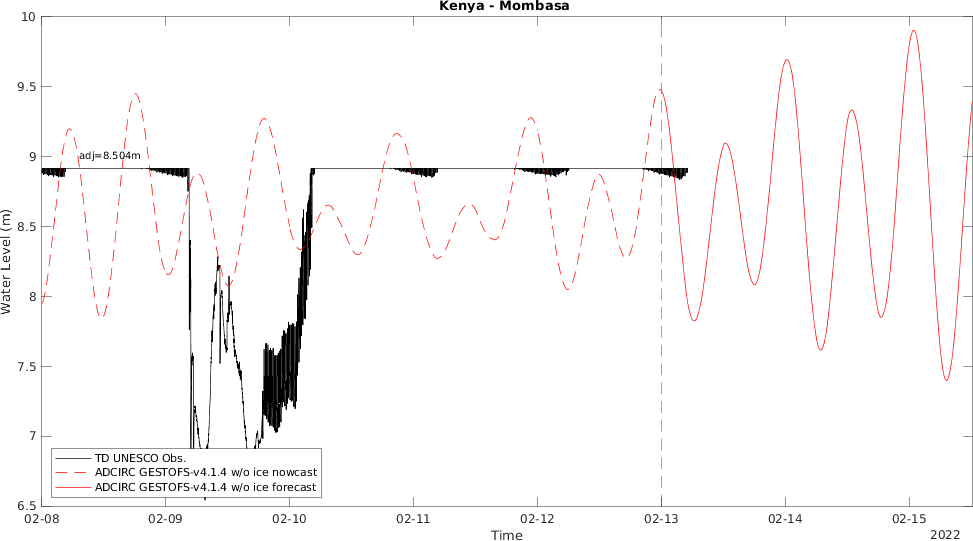 Kenya - Mombasa
10
9.5
9
8.5
8
7.5
7
6.5
Water Level (m)
adj=8.504m
TD UNESCO Obs.
ADCIRC GESTOFS-v4.1.4 w/o ice nowcast
ADCIRC GESTOFS-v4.1.4 w/o ice forecast
02-08 02-09 02-10 02-11 02-12 02-13 02-14 02-15
Time
2022